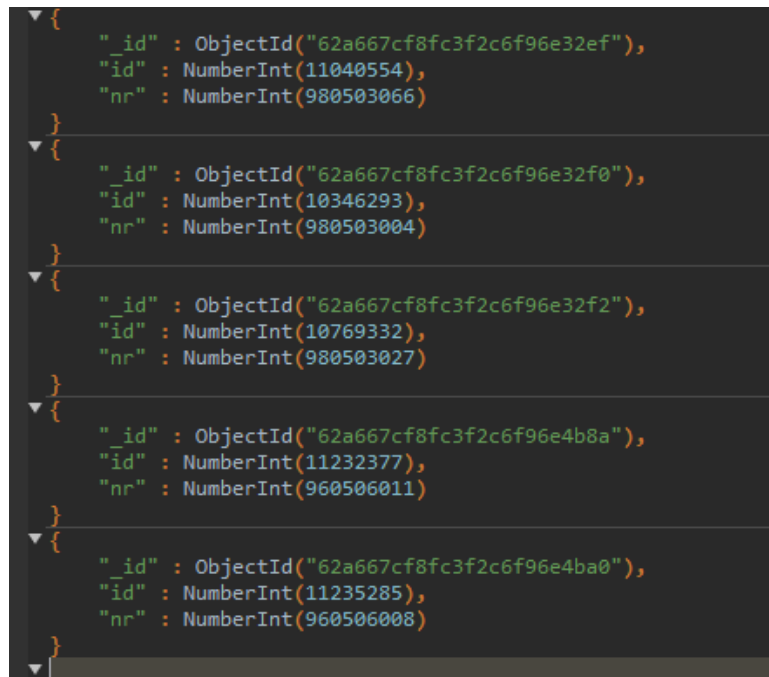 {
"_id" : ObjectId("62a667cf8fc3f2c6f96e32ef"),
"id" : NumberInt(11040554),
"nr" : NumberInt(980503066)
}
{
"_id" : ObjectId("62a667cf8fc3f2c6f96e32f0"),
"id" : NumberInt(10346293),
"nr" : NumberInt(980503004)
}
{
"_id" : ObjectId("62a667cf8fc3f2c6f96e32f2"),
"id" : NumberInt(10769332),
"nr" : NumberInt(980503027)
}
{
"_id" : ObjectId("62a667cf8fc3f2c6f96e4b8a"),
"id" : NumberInt(11232377),
"nr" : NumberInt(960506011)
}
{
"_id" : ObjectId("62a667cf8fc3f2c6f96e4ba0"),
"id" : NumberInt(11235285),
"nr" : NumberInt(960506008)
}